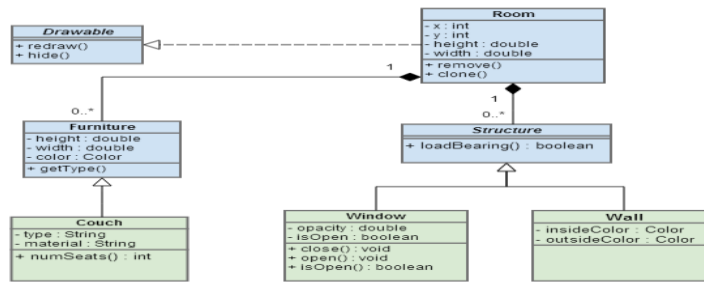 Drawable
+ redraw()
+ hide()
Room
- x : int
- y : int
- height : double
- width : double
+ remove()
+ clone()
1
0..*
1
0..*
Furniture
- height : double
- width : double
- color : Color
+ getType()
Structure
+ loadBearing() : boolean
Couch
- type : String
- material : String
+ numSeats() : int
Window
- opacity : double
- isOpen : boolean
+ close() : void
+ open() : void
+ isOpen() : boolean
Wall
- insideColor : Color
- outsideColor : Color